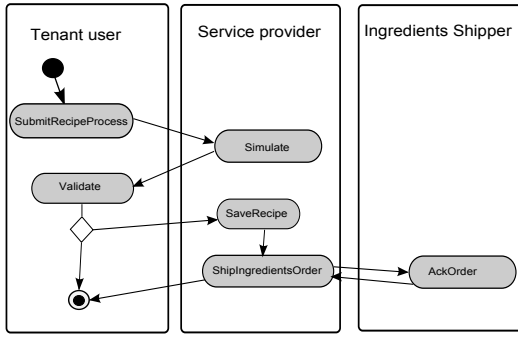 Tenant user
Service provider
Ingredients Shipper
SubmitRecipeProcess
Simulate
Validate
SaveRecipe
ShipIngredientsOrder
AckOrder